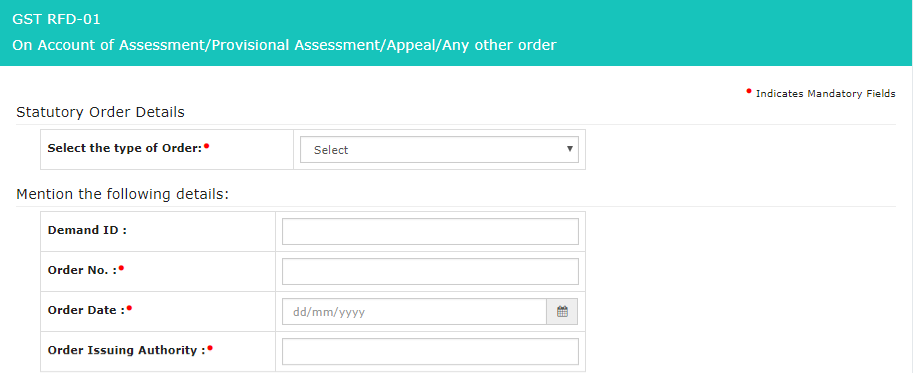 GST RFD-01
On Account of Assessment/Provisional Assessment/Appeal/Any other order
• Indicates Mandatory Fields
Statutory Order Details
Select the type of Order:•
Select
Mention the following details:
Demand ID :
Order No. :•
Order Date :•
dd/mm/yyyy
Order Issuing Authority :•